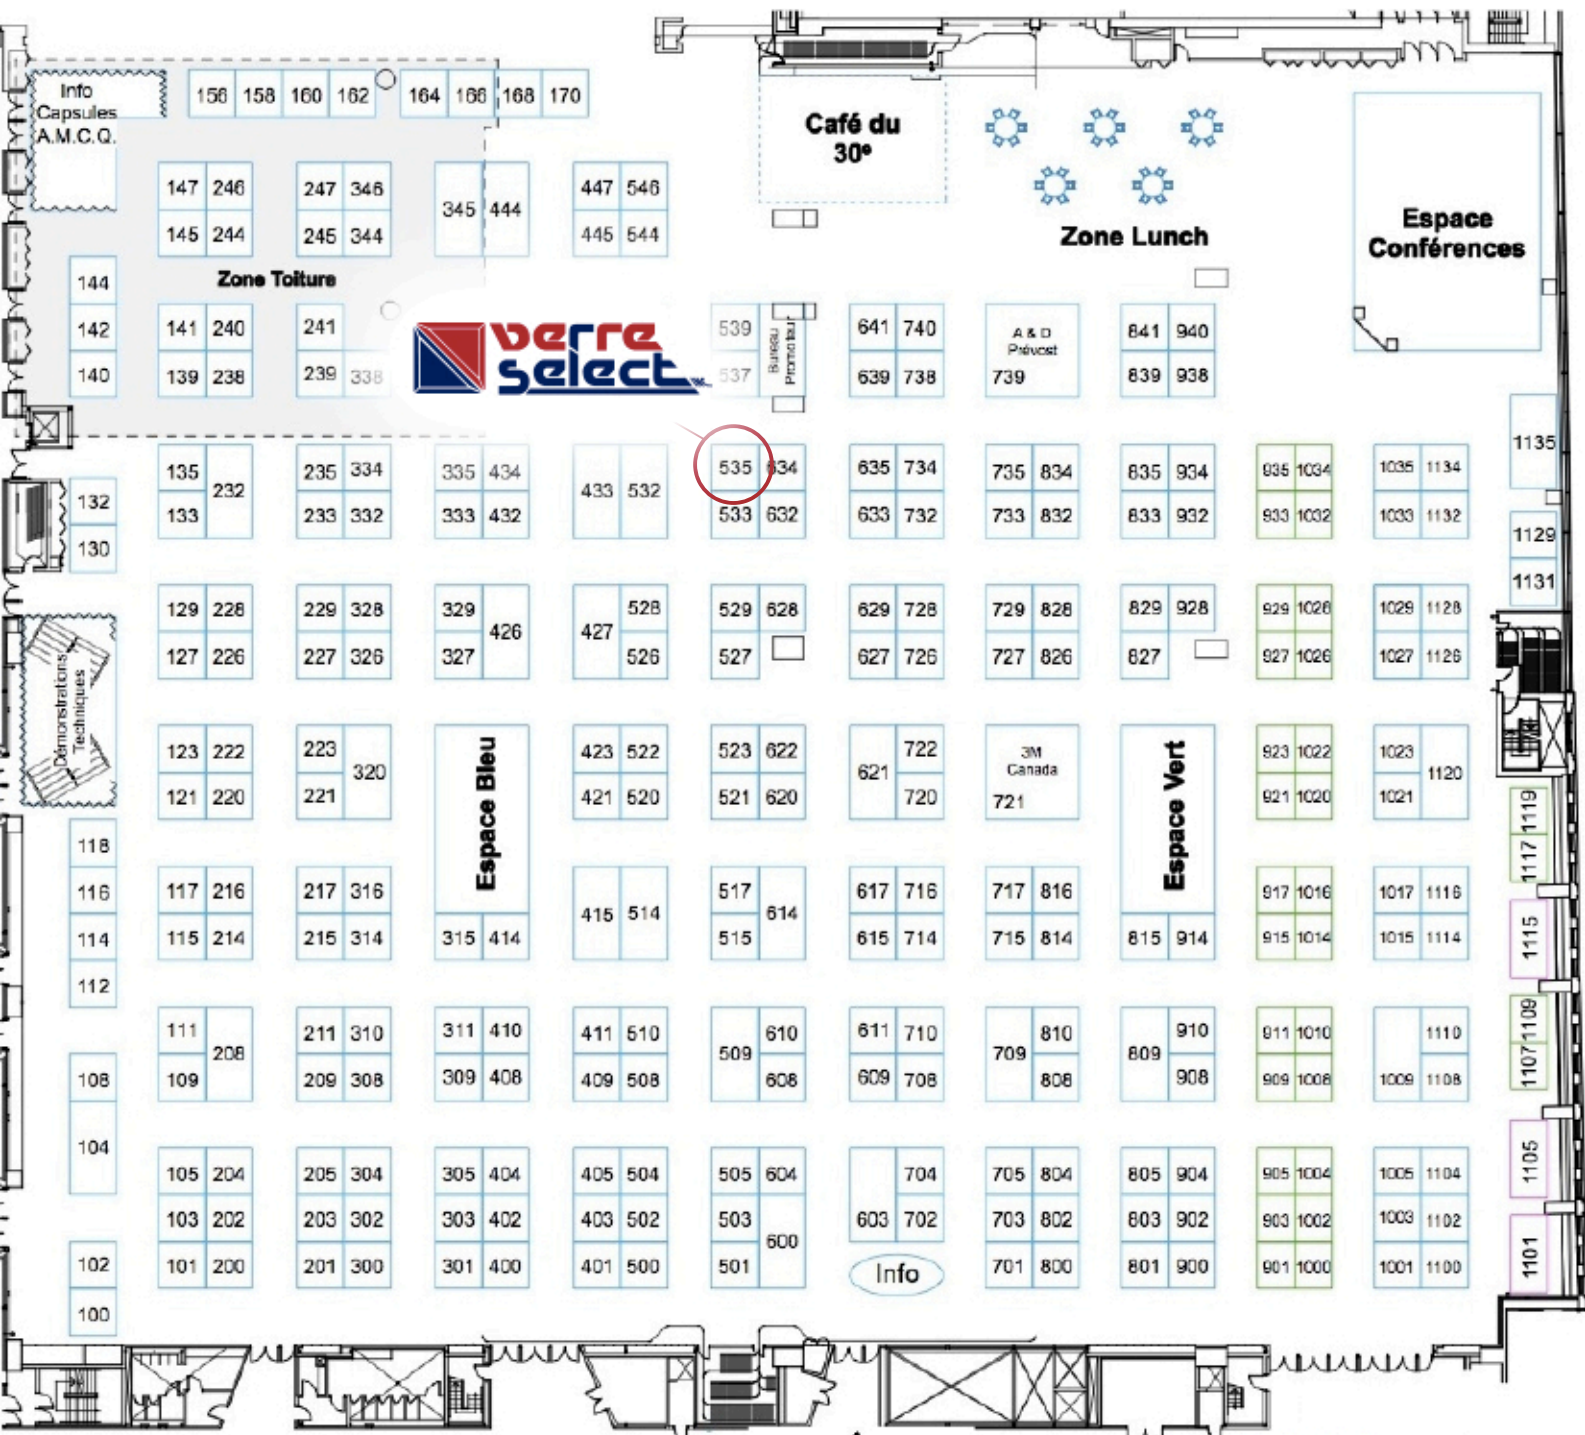 Info
Capsules
A.M.C.Q.
156 158 160 162 164 166 168 170
Café du
30e
147 246 247 346 345 444 447 546
145 244 245 344 445 544
Zone Lunch
Espace
Conférences
Zone Toiture
144
142 141 240 241
140 139 238 239 338
verre
select
539 Bureau
537 Promoteur
641 740 A & D
Prévost
639 738 739
841 940
839 938
1135
135 232 235 334 335 434 433 532 535 634 635 734 735 834 835 934 935 1034 1035 1134
132 133 233 332 333 432 533 632 633 732 733 832 833 932 933 1032 1033 1132
1129
130
1131
129 228 229 328 329 426 427 528 529 628 629 728 729 828 829 928 929 1028 1029 1128
127 226 227 326 327 526 527 627 726 727 826 827 927 1026 1027 1126
Démonstrations
Techniques
123 222 223 320 Espace Bleu 423 522 523 622 621 722 3M
Canada
Espace Vert 923 1022 1023 1120
121 220 221 421 520 521 620 720 721 921 1020 1021
1119
118
1117
116 117 216 217 316 415 514 517 614 617 716 717 816 917 1016 1017 1116
114 115 214 215 314 315 414 515 615 714 715 814 815 914 915 1014 1015 1114
1115
112
111 208 211 310 311 410 411 510 509 610 611 710 709 810 809 910 911 1010 1110
1109
108 109 209 308 309 408 409 508 608 609 708 808 908 909 1008 1009 1108
1107
104
105 204 205 304 305 404 405 504 505 604 704 705 804 805 904 905 1004 1005 1104
1105
103 202 203 302 303 402 403 502 503 600 603 702 703 802 803 902 903 1002 1003 1102
102 101 200 201 300 301 400 401 500 501 Info 701 800 801 900 901 1000 1001 1100
1101
100